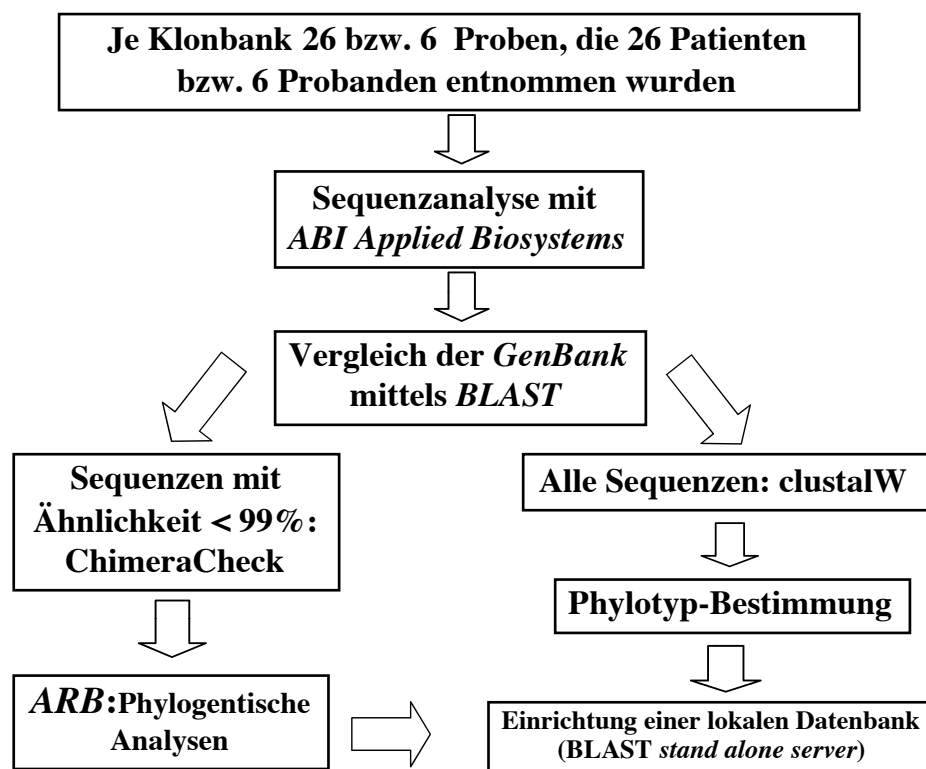 Je Klonbank 26 bzw. 6 Proben, die 26 Patienten
bzw. 6 Probanden entnommen wurden
Sequenzanalyse mit
ABI Applied Biosystems
Vergleich der GenBank
mittels BLAST
Sequenzen mit
Ähnlichkeit < 99%:
ChimeraCheck
ARB:Phylogentische
Analysen
Alle Sequenzen: clustalW
Phylotyp-Bestimmung
Einrichtung einer lokalen Datenbank
(BLAST stand alone server)